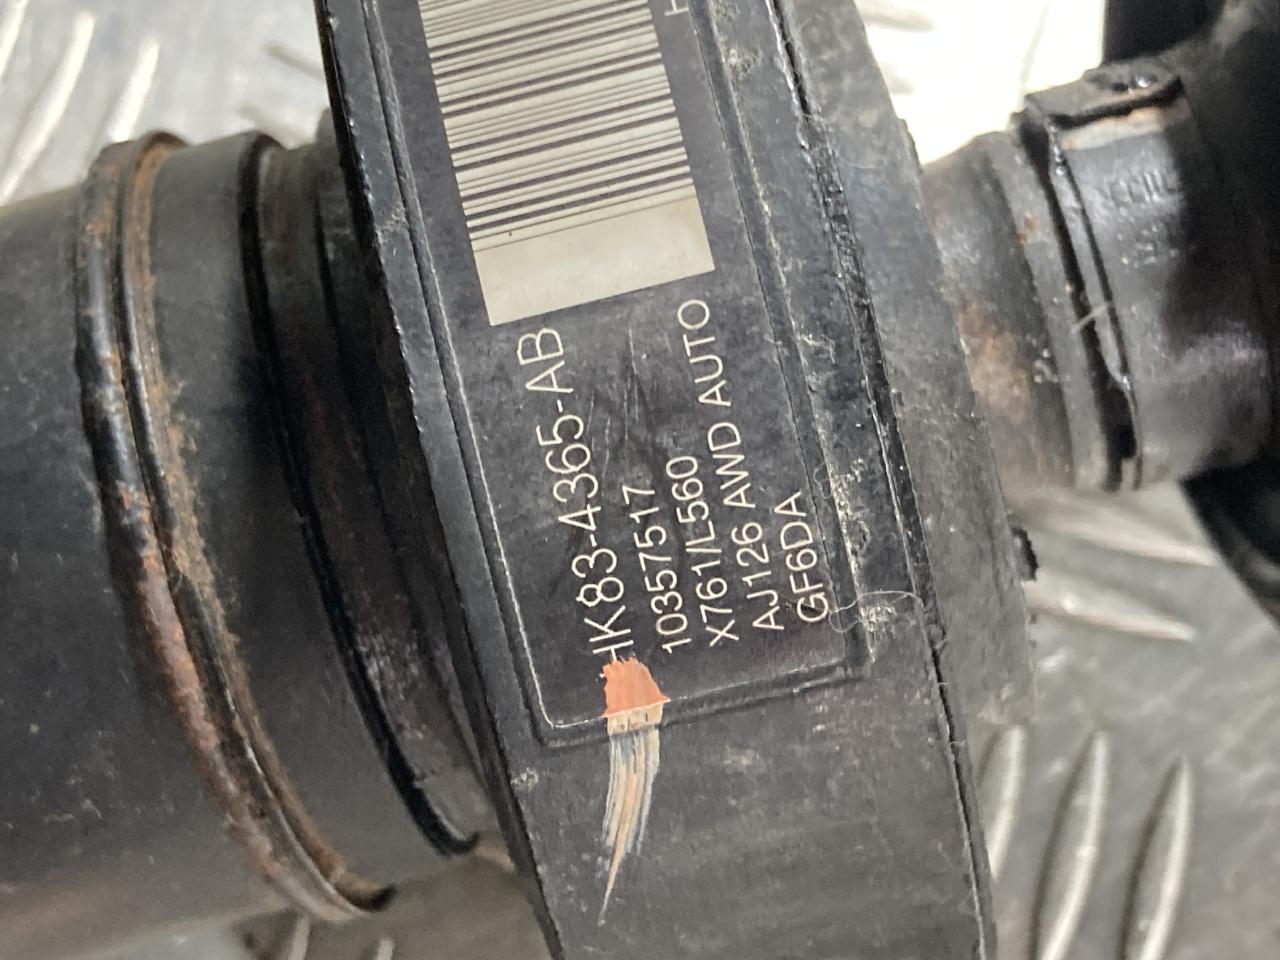 HK83-4365-AB
10357517
X761/L560
AJ126 AWD AUTO
GF6DA